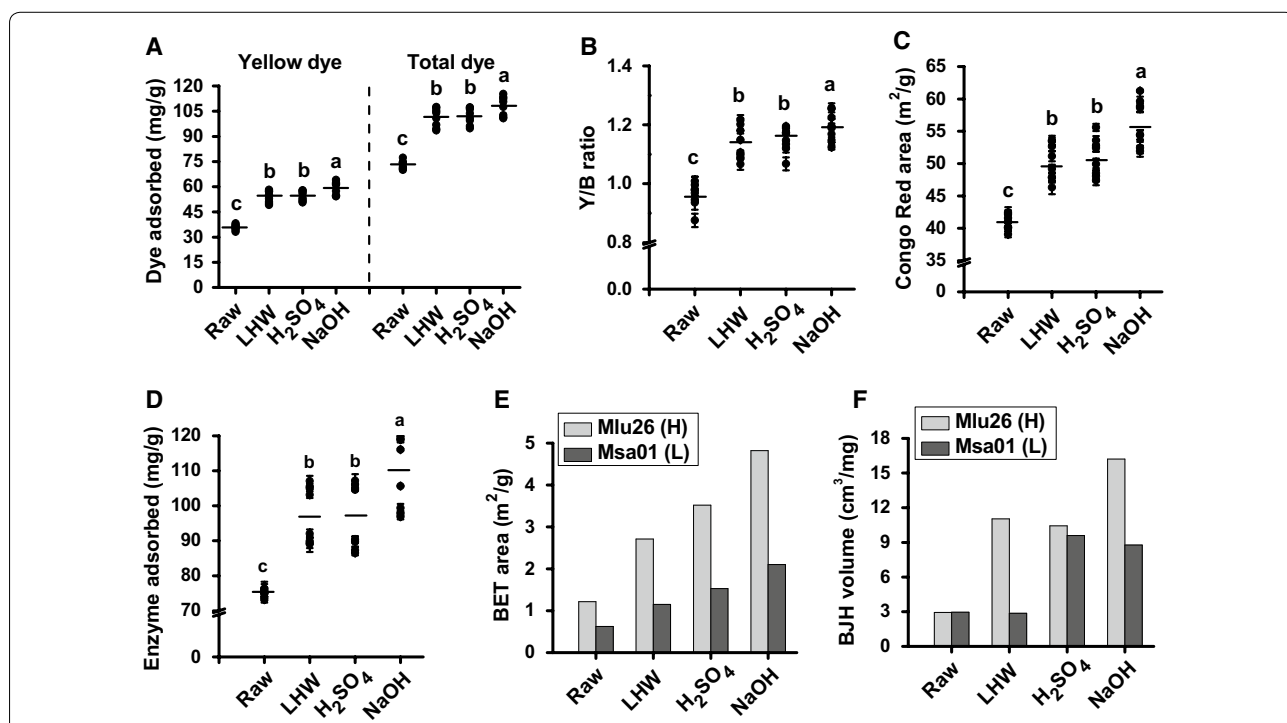 A
Yellow dye
Total dye
Dye adsorbed (mg/g)
120
105
90
75
60
45
30
15
0
c
b
b
a
c
b
b
a
Raw
LHW
H₂SO₄
NaOH
Raw
LHW
H₂SO₄
NaOH
B
Y/B ratio
1.4
1.2
1.0
0.8
0.0
c
b
b
a
Raw
LHW
H₂SO₄
NaOH
C
Congo Red area (m²/g)
65
60
55
50
45
40
35
0
c
b
b
a
Raw
LHW
H₂SO₄
NaOH
D
Enzyme adsorbed (mg/g)
120
110
100
90
80
70
0
c
b
b
a
Raw
LHW
H₂SO₄
NaOH
E
Mlu26 (H)
Msa01 (L)
BET area (m²/g)
5
4
3
2
1
0
Raw
LHW
H₂SO₄
NaOH
F
Mlu26 (H)
Msa01 (L)
BJH volume (cm³/mg)
18
15
12
9
6
3
0
Raw
LHW
H₂SO₄
NaOH